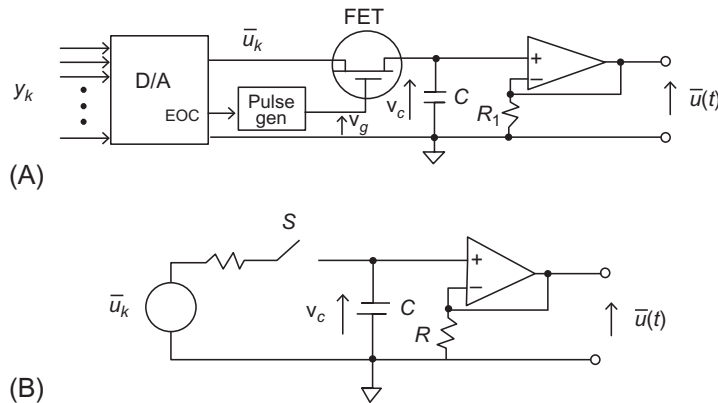 FET
ū_k
D/A
y_k
EOC
Pulse
gen
v_g
v_c
C
R_1
+
−
ū(t)
(A)
S
ū_k
v_c
C
R
+
−
ū(t)
(B)